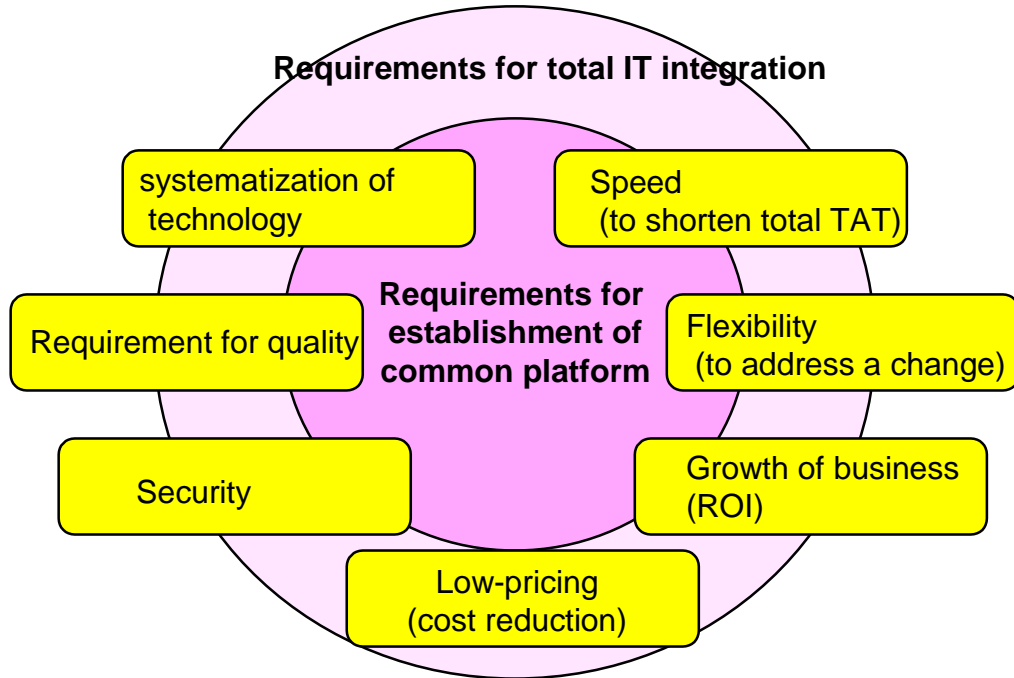 Requirements for total IT integration
systematization of
technology
Speed
(to shorten total TAT)
Requirements for
establishment of
common platform
Requirement for quality
Flexibility
(to address a change)
Security
Growth of business
(ROI)
Low-pricing
(cost reduction)